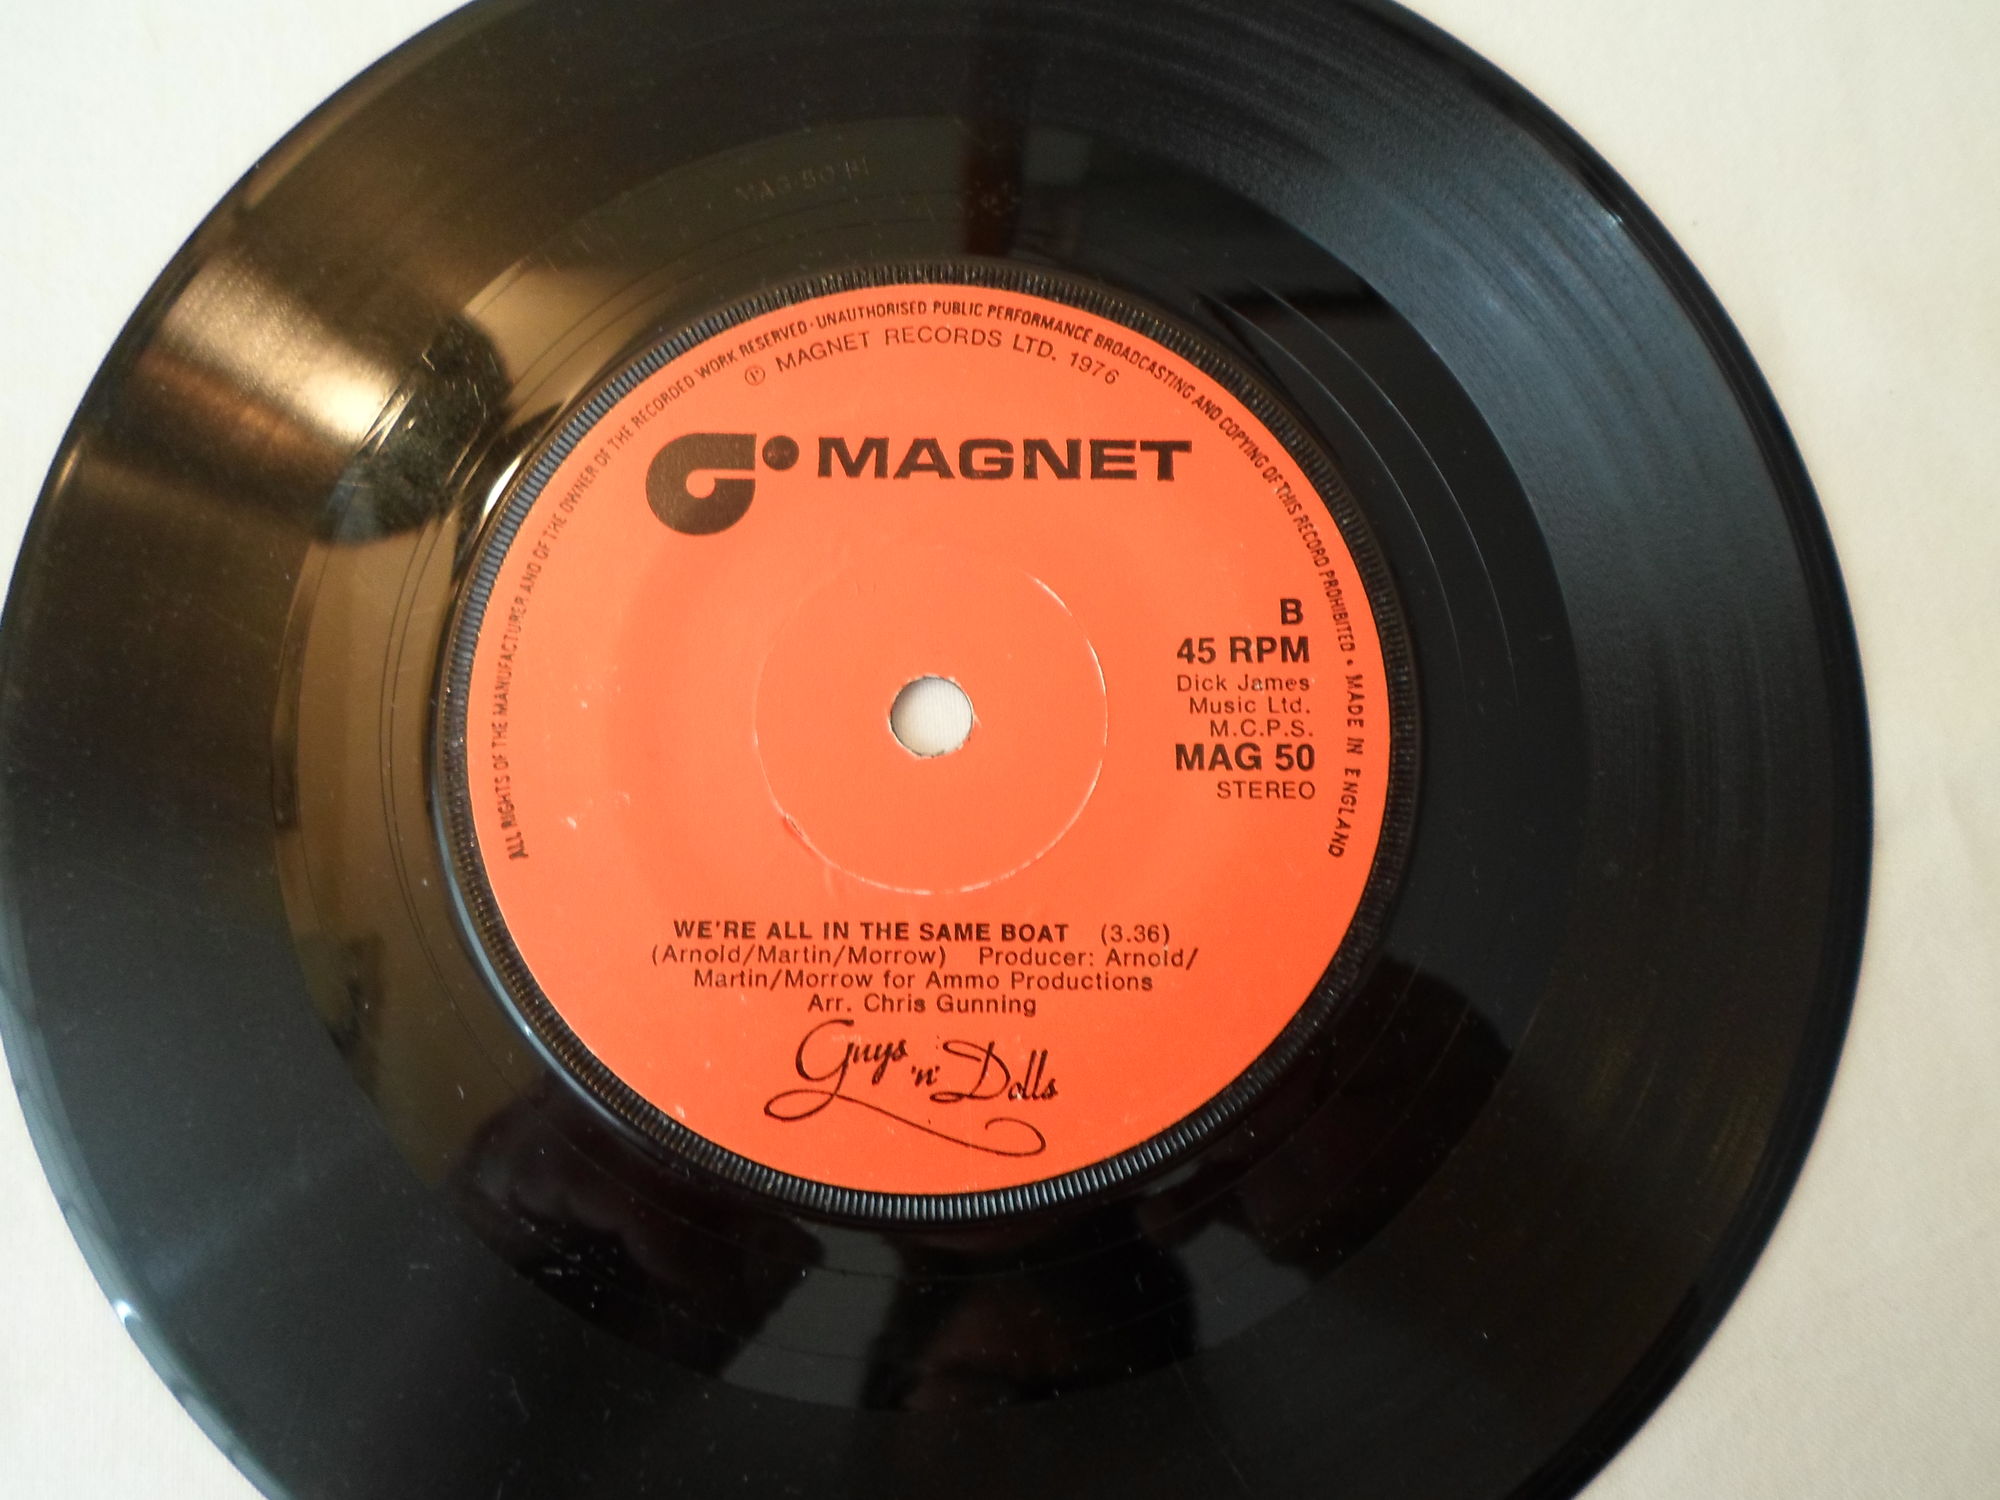 ALL RIGHTS OF THE MANUFACTURER AND OF THE OWNER OF THE RECORDED WORK RESERVED · UNAUTHORISED PUBLIC PERFORMANCE BROADCASTING AND COPYING OF THIS RECORD PROHIBITED • MADE IN ENGLAND
Ⓟ MAGNET RECORDS LTD. 1976
MAGNET
B
45 RPM
Dick James
Music Ltd.
M.C.P.S.
MAG 50
STEREO
WE'RE ALL IN THE SAME BOAT (3.36)
(Arnold/Martin/Morrow) Producer: Arnold/
Martin/Morrow for Ammo Productions
Arr. Chris Gunning
Guys 'n' Dolls